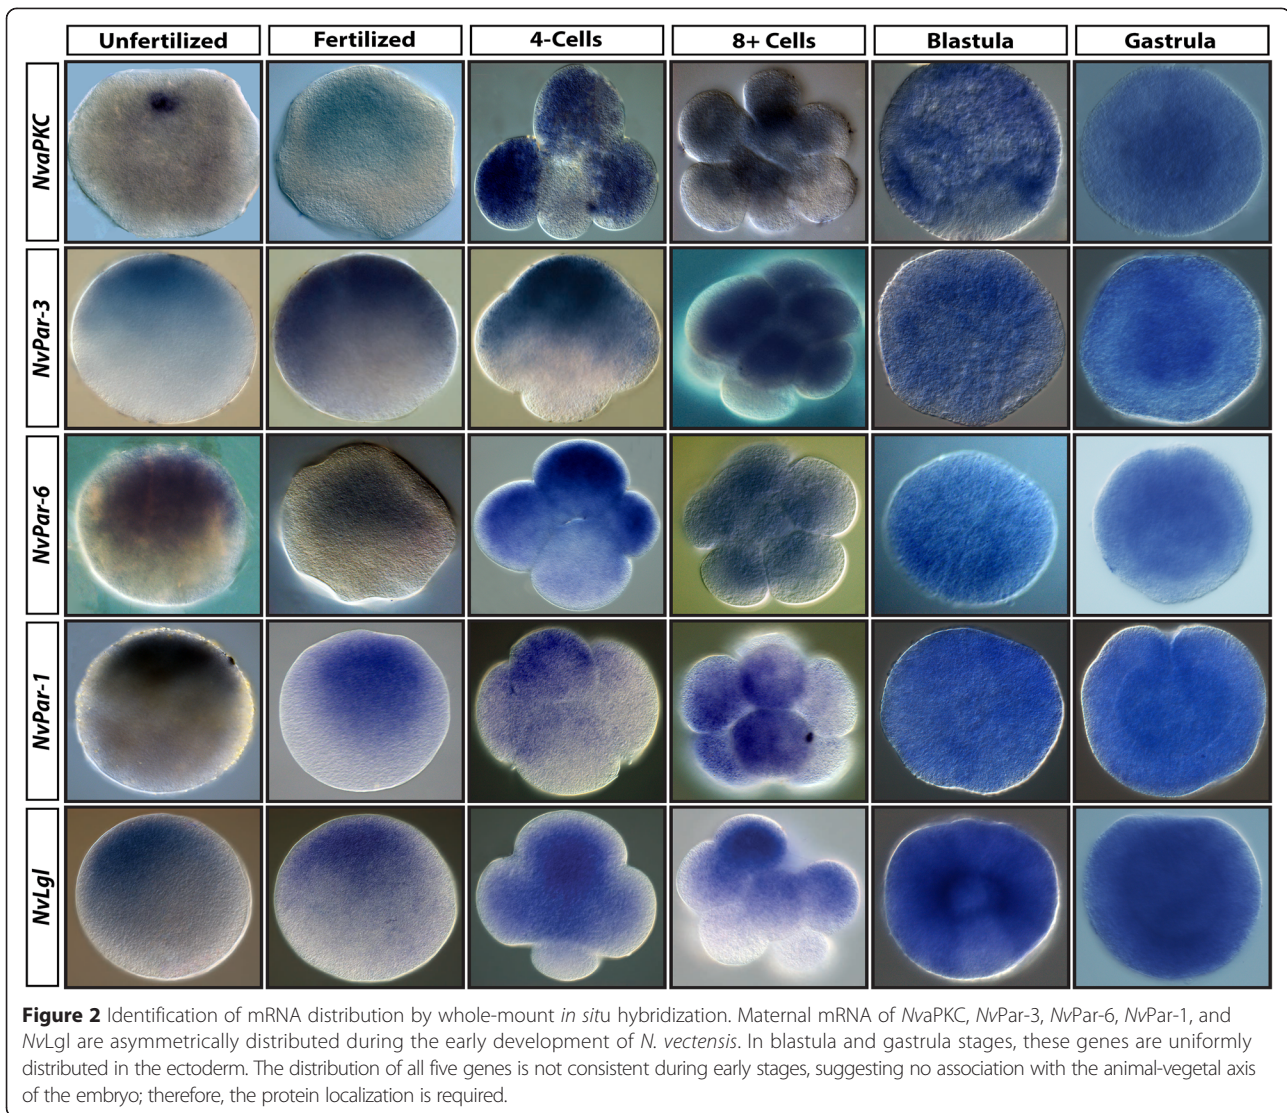 Unfertilized Fertilized 4-Cells 8+ Cells Blastula Gastrula
NvaPKC
NvPar-3
NvPar-6
NvPar-1
NvLgl
Figure 2 Identification of mRNA distribution by whole-mount in situ hybridization. Maternal mRNA of NvaPKC, NvPar-3, NvPar-6, NvPar-1, and
NvLgl are asymmetrically distributed during the early development of N. vectensis. In blastula and gastrula stages, these genes are uniformly
distributed in the ectoderm. The distribution of all five genes is not consistent during early stages, suggesting no association with the animal-vegetal axis
of the embryo; therefore, the protein localization is required.